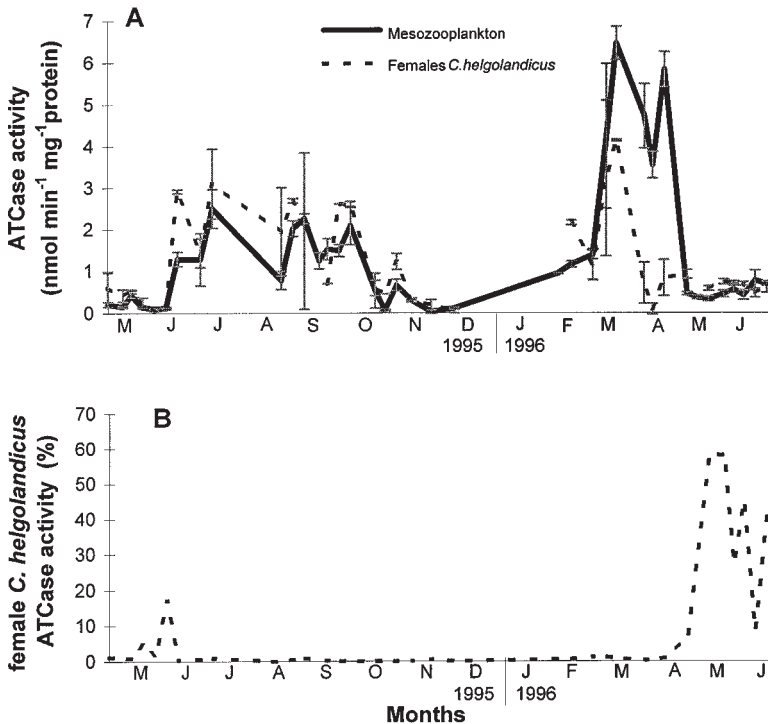 A
Mesozooplankton
Females C.helgolandicus
ATCase activity
(nmol min-1 mg-1protein)
7
6
5
4
3
2
1
0
M J J A S O N D J F M A M J
1995 1996
B
female C. helgolandicus
ATCase activity (%)
70
60
50
40
30
20
10
0
M J J A S O N D J F M A M J
1995 1996
Months